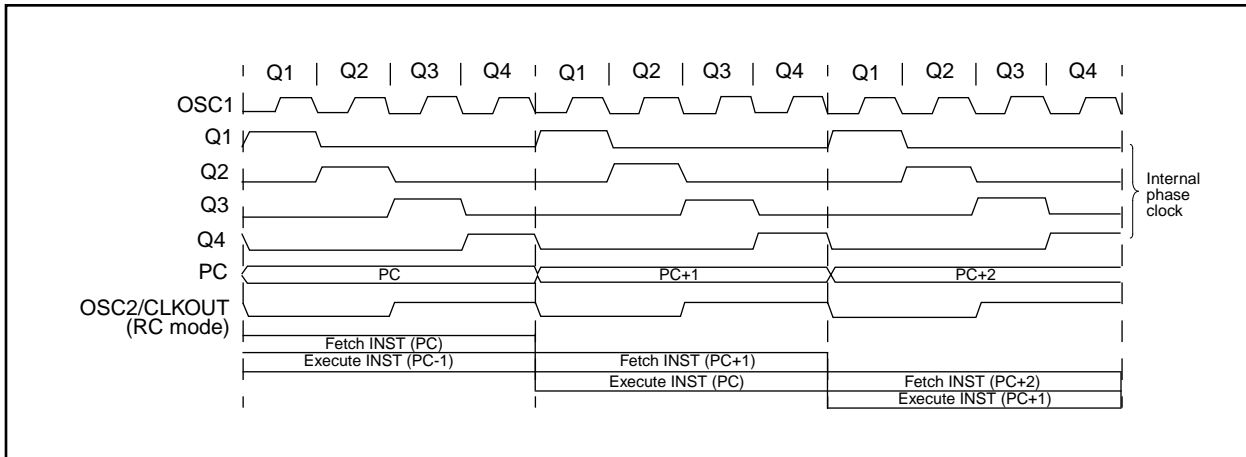 Q1 | Q2 | Q3 | Q4 | Q1 | Q2 | Q3 | Q4 | Q1 | Q2 | Q3 | Q4
OSC1
Q1
Q2
Q3
Q4
Internal
phase
clock
PC
PC PC+1 PC+2
OSC2/CLKOUT
(RC mode)
Fetch INST (PC)
Execute INST (PC-1) Fetch INST (PC+1)
Execute INST (PC) Fetch INST (PC+2)
Execute INST (PC+1)